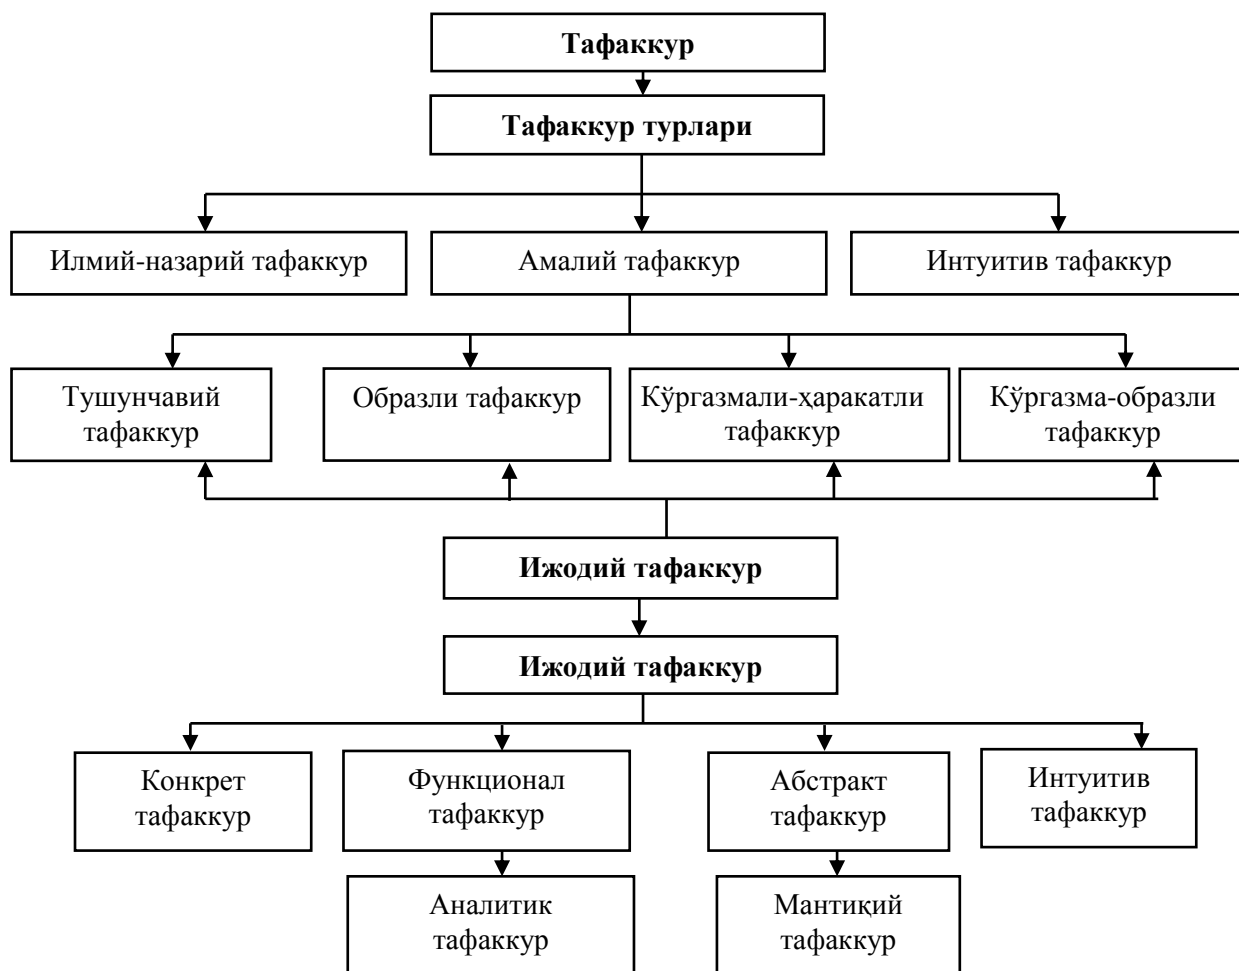 Тафаккур
Тафаккур турлари
Илмий-назарий тафаккур
Амалий тафаккур
Интуитив тафаккур
Тушунчавий
тафаккур
Образли тафаккур
Кўргазмали-ҳаракатли
тафаккур
Кўргазма-образли
тафаккур
Ижодий тафаккур
Ижодий тафаккур
Конкрет
тафаккур
Функционал
тафаккур
Абстракт
тафаккур
Интуитив
тафаккур
Аналитик
тафаккур
Мантиқий
тафаккур